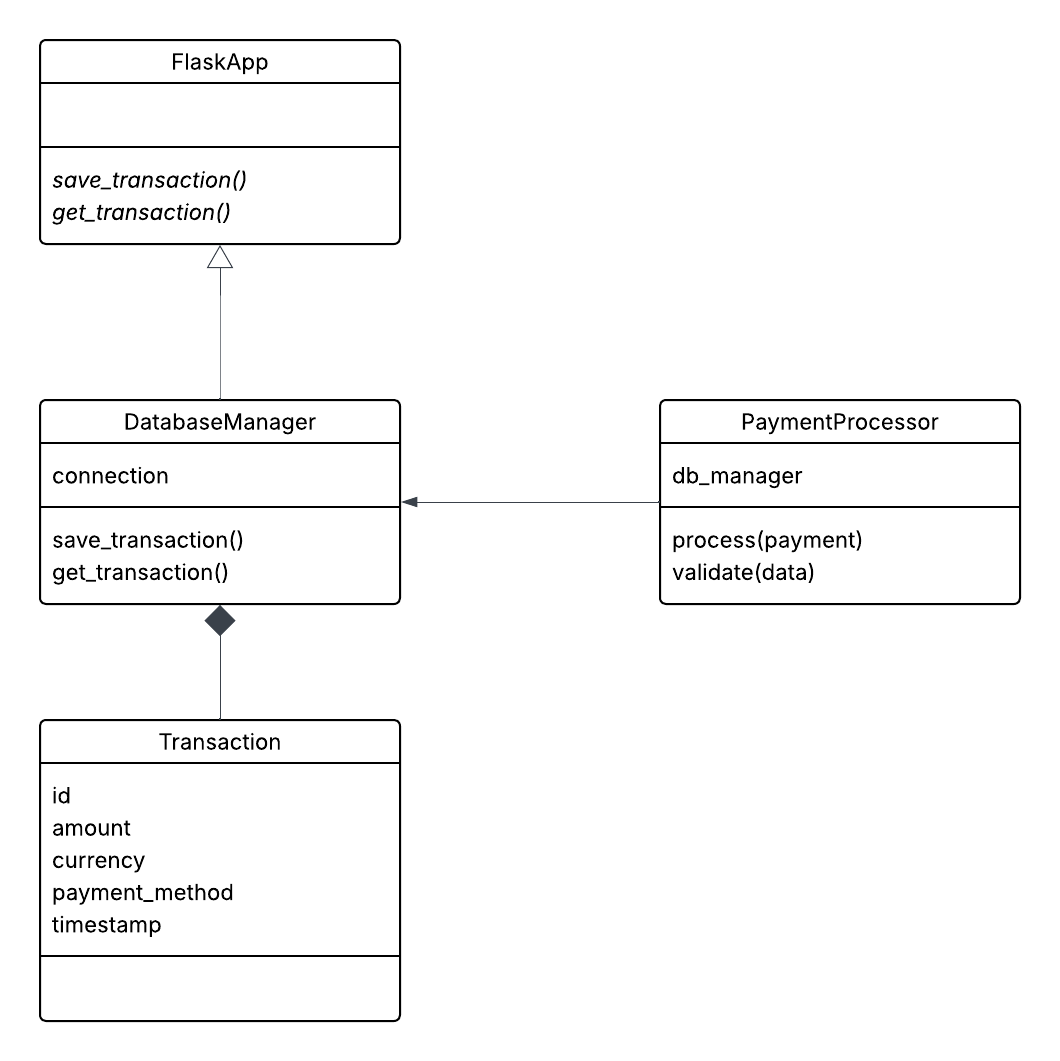 FlaskApp
save_transaction()
get_transaction()
DatabaseManager
connection
save_transaction()
get_transaction()
PaymentProcessor
db_manager
process(payment)
validate(data)
Transaction
id
amount
currency
payment_method
timestamp